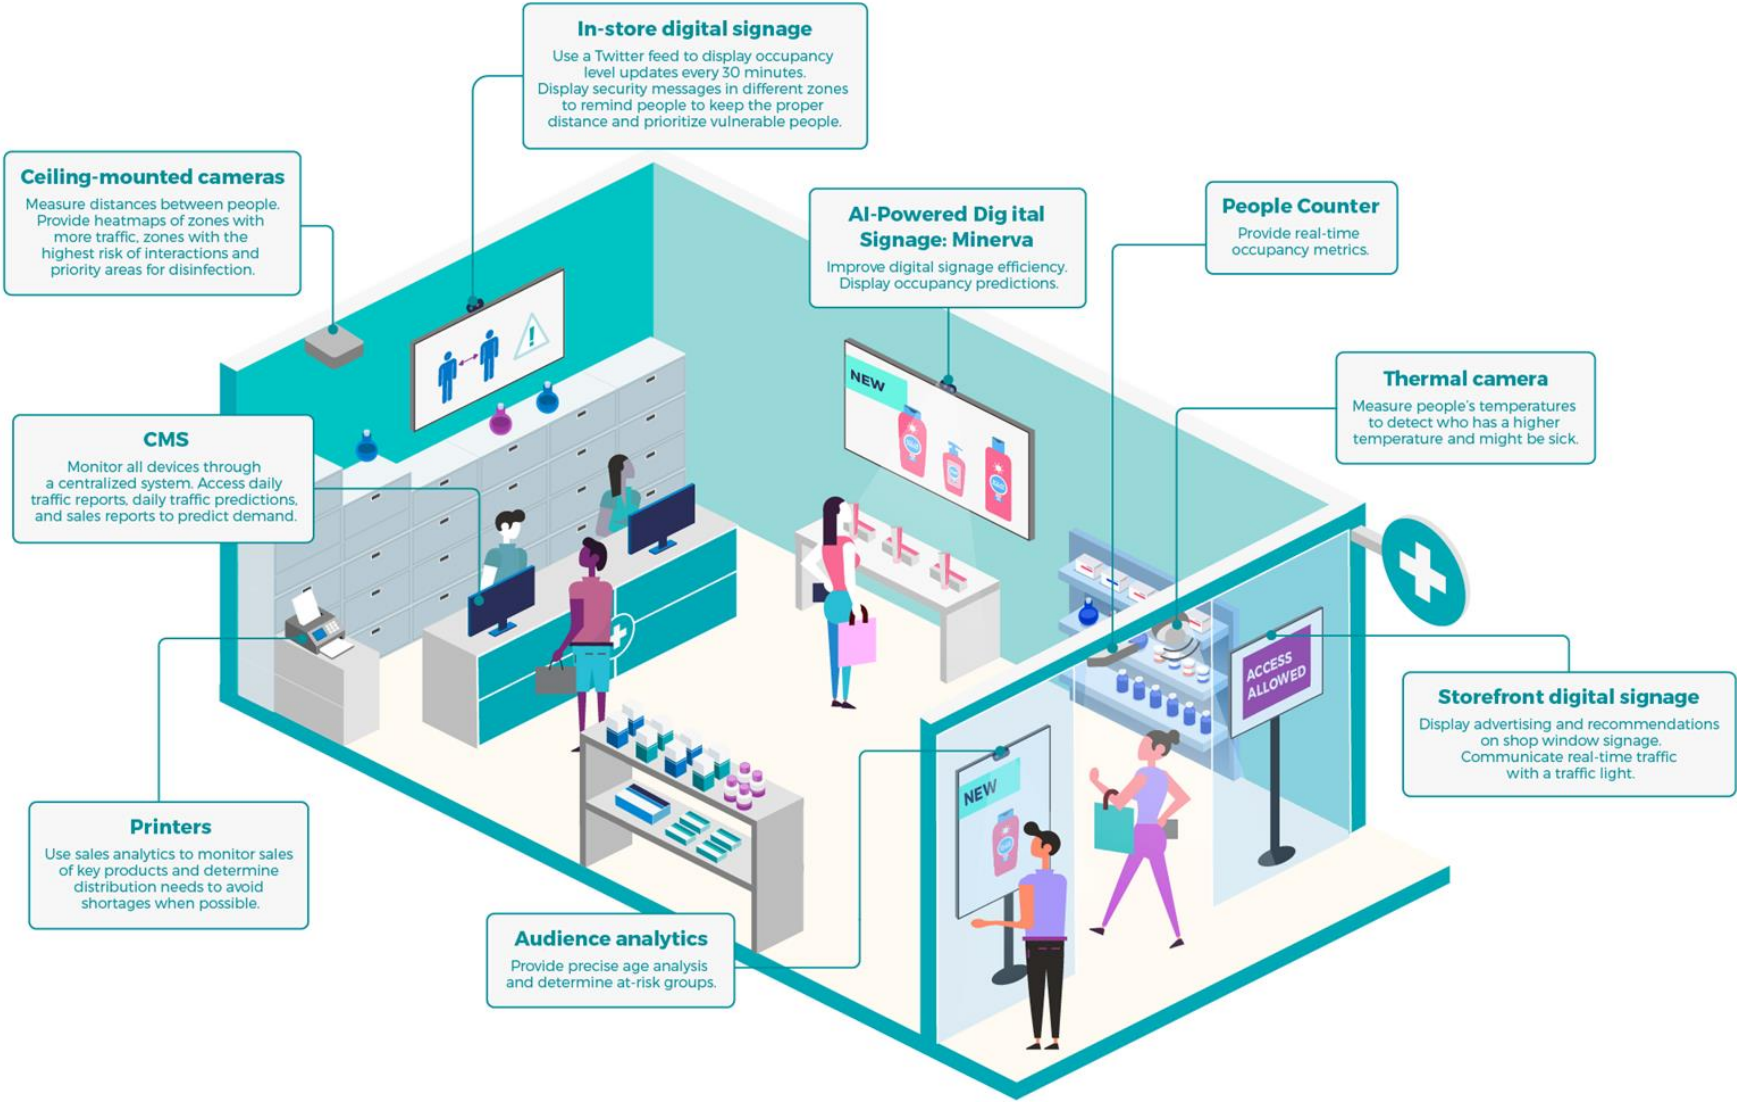 In-store digital signage
Use a Twitter feed to display occupancy
level updates every 30 minutes.
Display security messages in different zones
to remind people to keep the proper
distance and prioritize vulnerable people.
Ceiling-mounted cameras
Measure distances between people.
Provide heatmaps of zones with
more traffic, zones with the
highest risk of interactions and
priority areas for disinfection.
AI-Powered Dig ital
Signage: Minerva
Improve digital signage efficiency.
Display occupancy predictions.
People Counter
Provide real-time
occupancy metrics.
Thermal camera
Measure people's temperatures
to detect who has a higher
temperature and might be sick.
CMS
Monitor all devices through
a centralized system. Access daily
traffic reports, daily traffic predictions,
and sales reports to predict demand.
!
NEW
ACCESS
ALLOWED
Storefront digital signage
Display advertising and recommendations
on shop window signage.
Communicate real-time traffic
with a traffic light.
NEW
Printers
Use sales analytics to monitor sales
of key products and determine
distribution needs to avoid
shortages when possible.
Audience analytics
Provide precise age analysis
and determine at-risk groups.